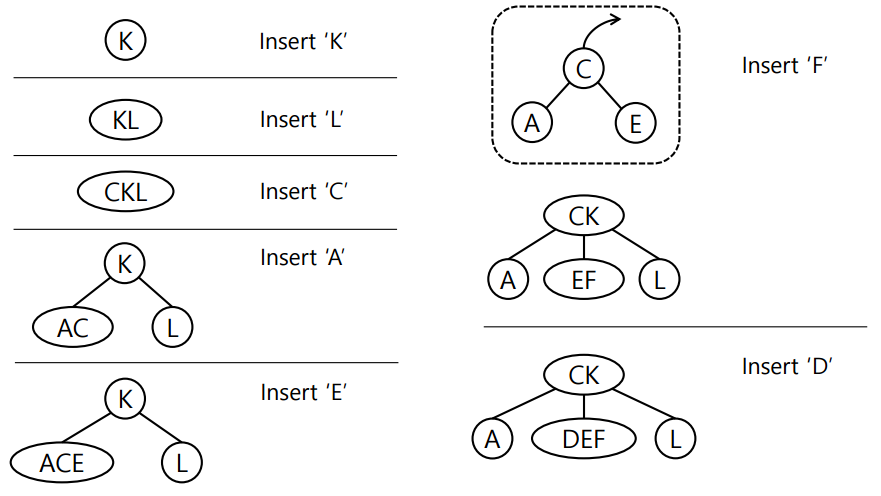 K
Insert ‘K’
KL
Insert ‘L’
CKL
Insert ‘C’
K
Insert ‘A’
AC
L
K
Insert ‘E’
ACE
L
C
Insert ‘F’
A
E
CK
A
EF
L
CK
Insert ‘D’
A
DEF
L